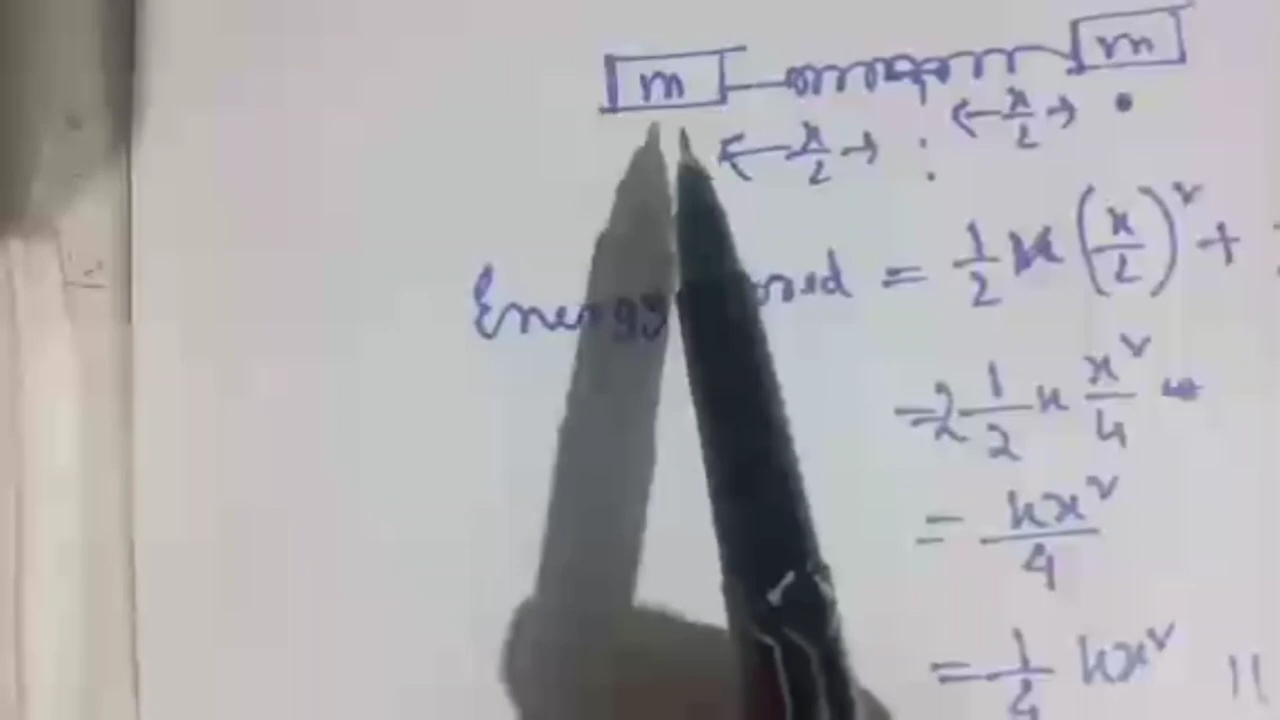 m m
x/2 x/2
Energy = 1/2 k (x/2)² +
= 2 1/2 k x²/4
= kx²/4
= 1/4 kx² //